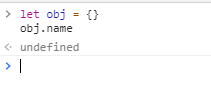 let obj = {}
obj.name
undefined